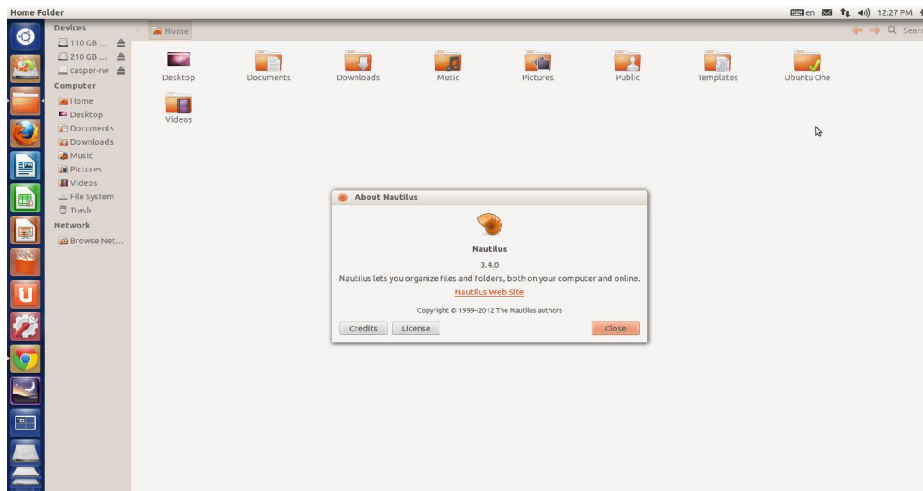 Home Folder
en
12:27 PM
Devices
110 GB ...
210 GB ...
casper-rw
Computer
Home
Desktop
Documents
Downloads
Music
Pictures
Videos
File System
Trash
Network
Browse Net...
Home
Sear
Desktop
Documents
Downloads
Music
Pictures
Public
Templates
Ubuntu One
Videos
About Nautilus
Nautilus
3.4.0
Nautilus lets you organize files and folders, both on your computer and online.
Nautilus Web Site
Copyright © 1999–2012 The Nautilus authors
Credits
License
Close